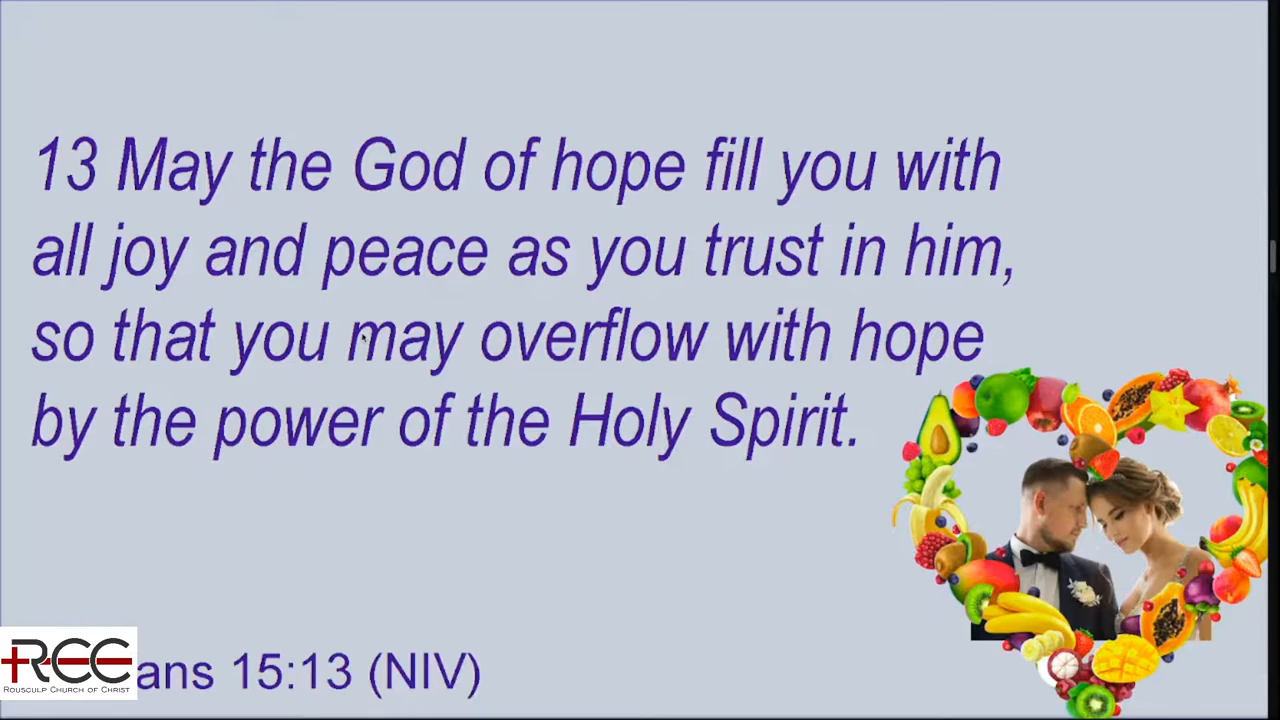 13 May the God of hope fill you with
all joy and peace as you trust in him,
so that you may overflow with hope
by the power of the Holy Spirit.
RCC
Rousculp Church of Christ
ans 15:13 (NIV)